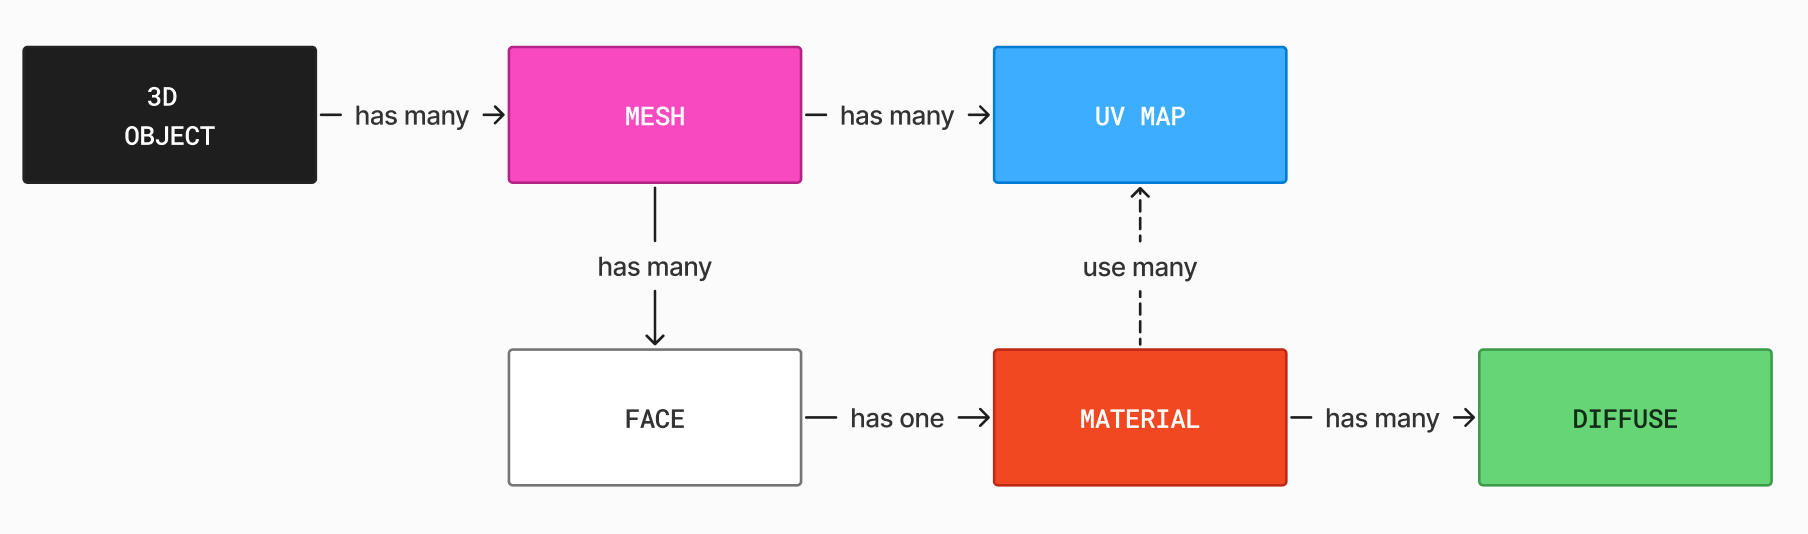 3D
OBJECT
has many
MESH
has many
UV MAP
has many
use many
FACE
has one
MATERIAL
has many
DIFFUSE